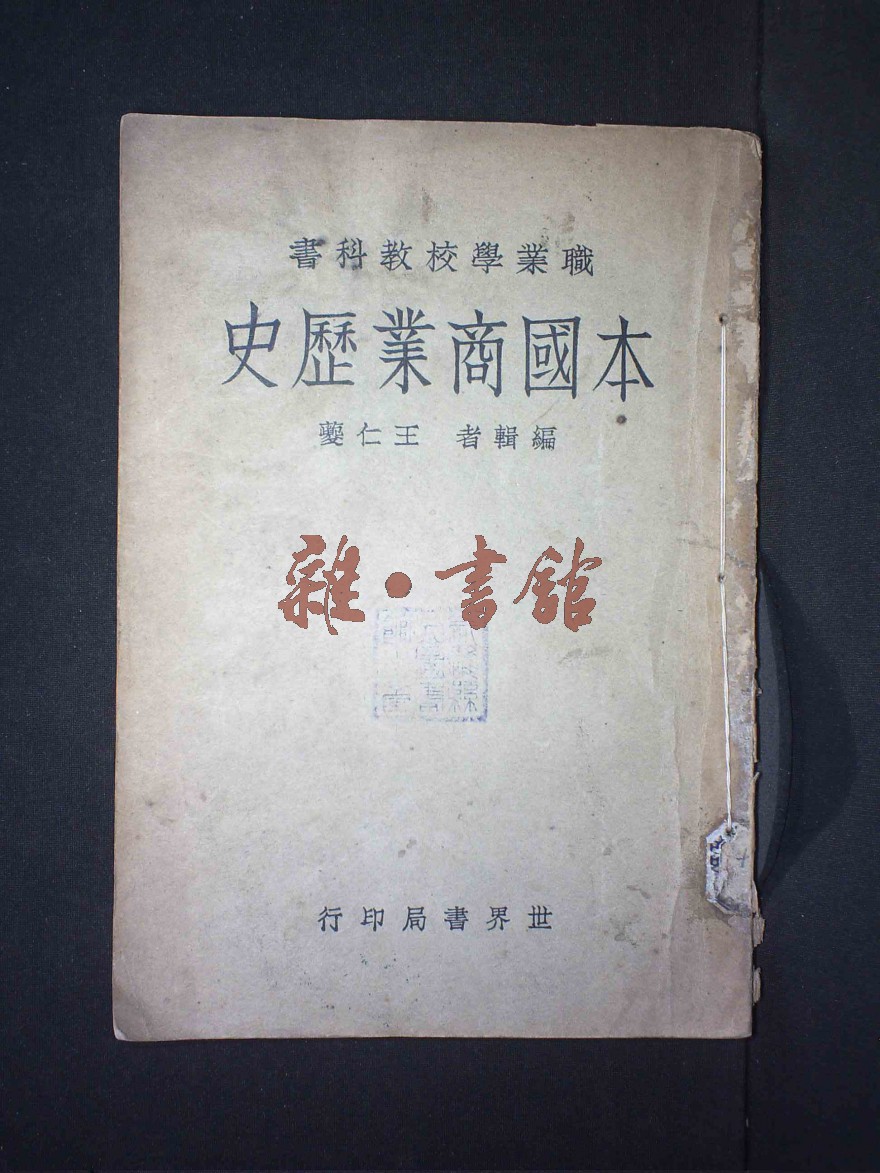 職業學校教科書
本國商業歷史
編輯者 王仁夔
雜·書館
世界書局印行